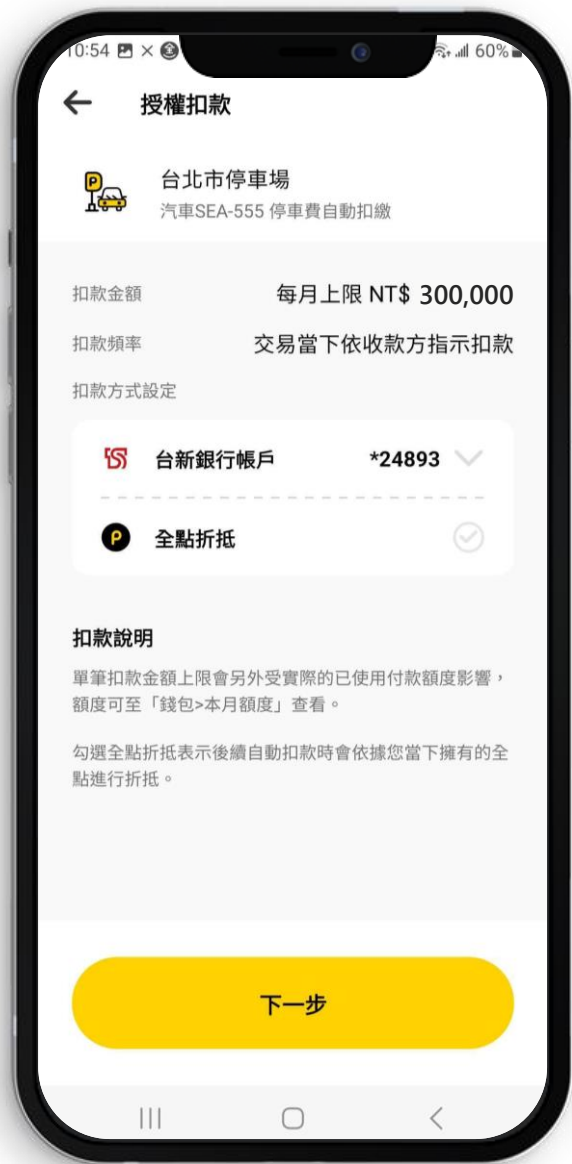 10:54
60%
授權扣款
P
台北市停車場
汽車SEA-555 停車費自動扣繳
扣款金額 每月上限 NT$ 300,000
扣款頻率 交易當下依收款方指示扣款
扣款方式設定
台新銀行帳戶 *24893
P 全點折抵
扣款說明
單筆扣款金額上限會另外受實際的已使用付款額度影響，
額度可至「錢包>本月額度」查看。
勾選全點折抵表示後續自動扣款時會依據您當下擁有的全
點進行折抵。
下一步